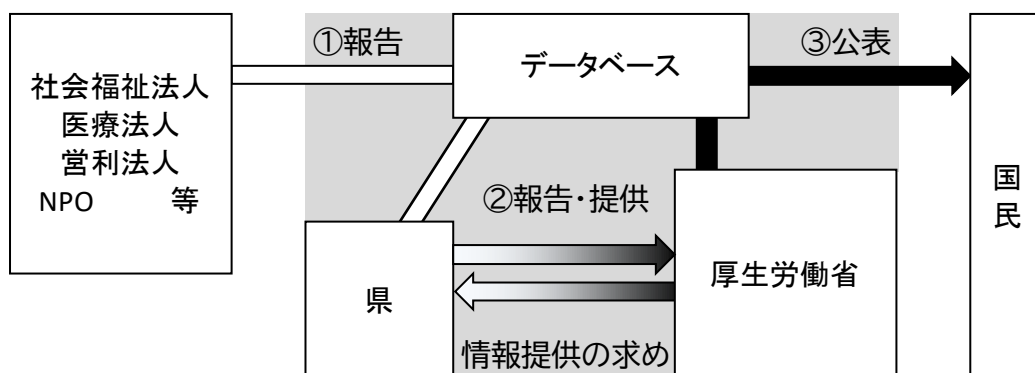 ①報告
データベース
③公表
社会福祉法人
医療法人
営利法人
NPO 等
②報告・提供
国民
県
厚生労働省
情報提供の求め